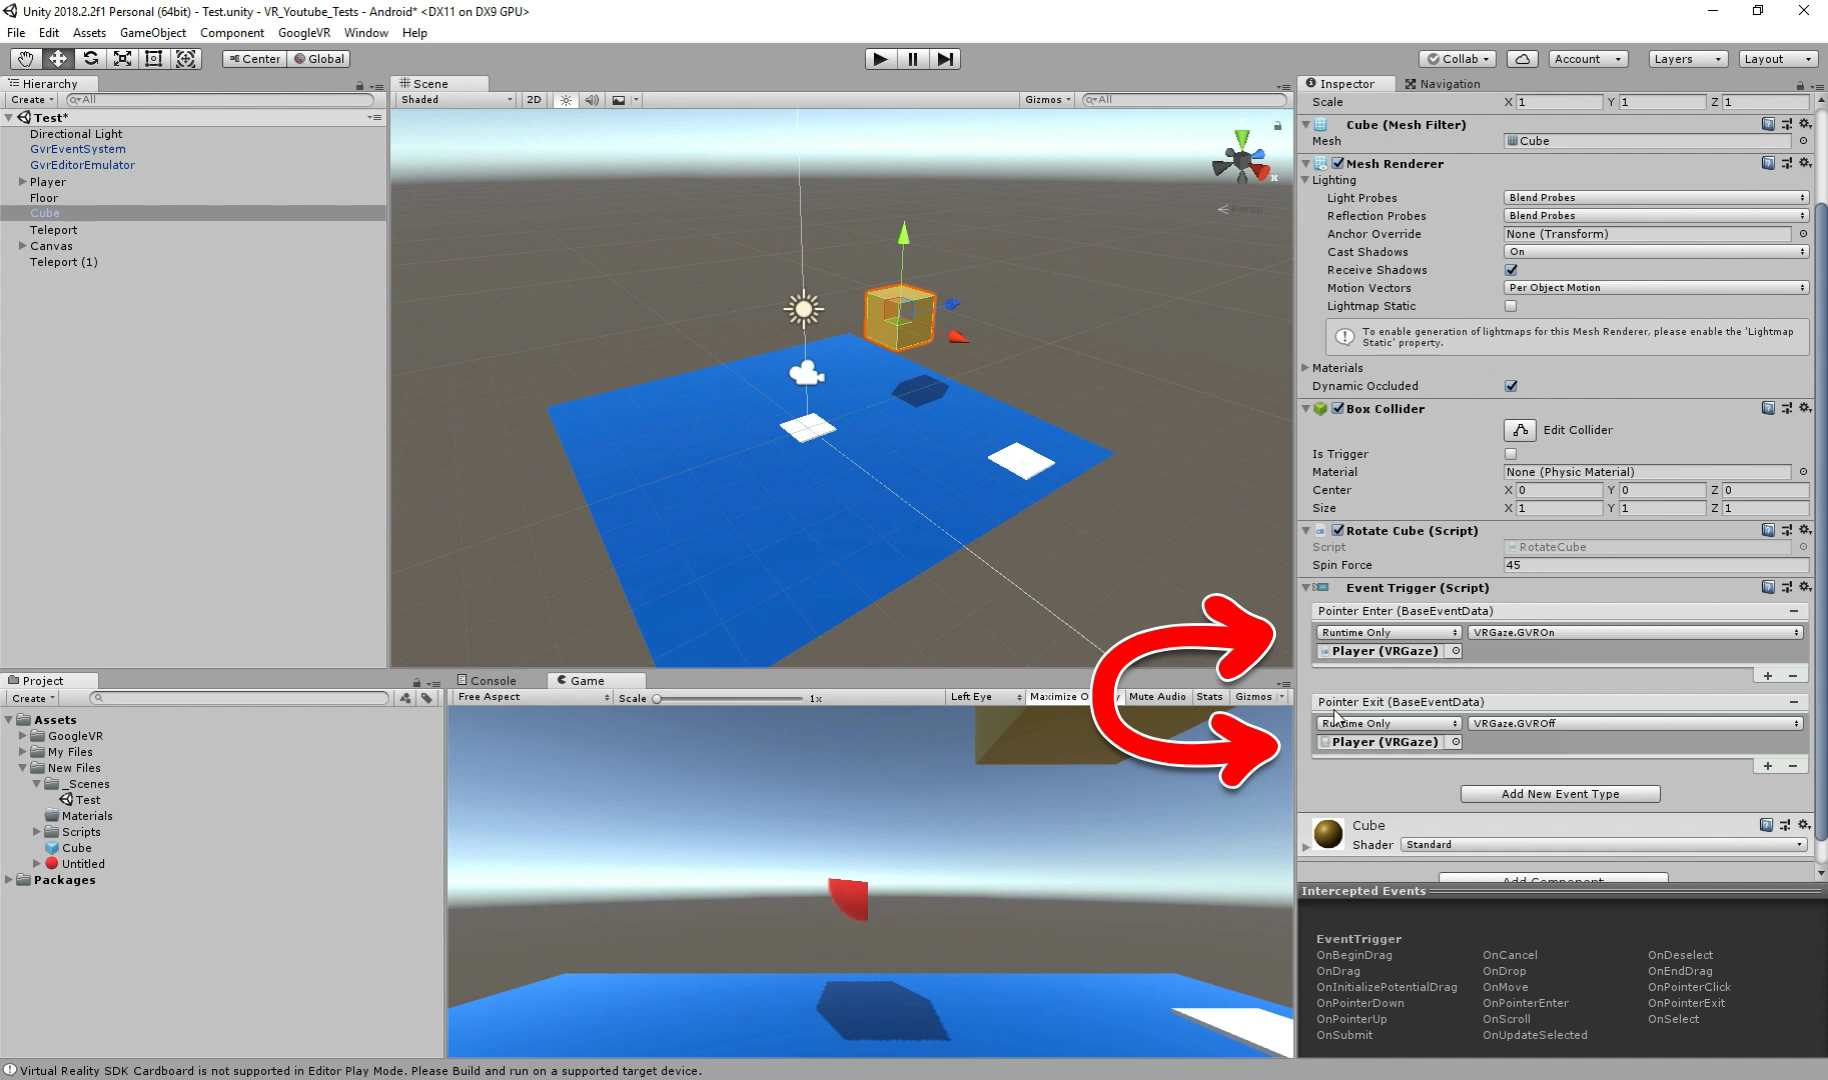 Unity 2018.2.2f1 Personal (64bit) - Test.unity - VR_Youtube_Tests - Android* <DX11 on DX9 GPU>
File Edit Assets GameObject Component GoogleVR Window Help
Center Global Collab Account Layers Layout
Hierarchy
Create All
Test*
Directional Light
GvrEventSystem
GvrEditorEmulator
Player
Floor
Cube
Teleport
Canvas
Teleport (1)
Scene
Shaded 2D Gizmos All
x
Persp
Project
Create
Assets
GoogleVR
My Files
New Files
_Scenes
Test
Materials
Scripts
Cube
Untitled
Packages
Console Game
Free Aspect Scale 1x Left Eye Maximize O Mute Audio Stats Gizmos
Inspector Navigation
Scale X 1 Y 1 Z 1
Cube (Mesh Filter)
Mesh Cube
Mesh Renderer
Lighting
Light Probes Blend Probes
Reflection Probes Blend Probes
Anchor Override None (Transform)
Cast Shadows On
Receive Shadows
Motion Vectors Per Object Motion
Lightmap Static
To enable generation of lightmaps for this Mesh Renderer, please enable the 'Lightmap
Static' property.
Materials
Dynamic Occluded
Box Collider
Edit Collider
Is Trigger
Material None (Physic Material)
Center X 0 Y 0 Z 0
Size X 1 Y 1 Z 1
Rotate Cube (Script)
Script RotateCube
Spin Force 45
Event Trigger (Script)
Pointer Enter (BaseEventData)
Runtime Only VRGaze.GVROn
Player (VRGaze)
Pointer Exit (BaseEventData)
Runtime Only VRGaze.GVROff
Player (VRGaze)
Add New Event Type
Cube
Shader Standard
Add Component
Intercepted Events
EventTrigger
OnBeginDrag OnCancel OnDeselect
OnDrag OnDrop OnEndDrag
OnInitializePotentialDrag OnMove OnPointerClick
OnPointerDown OnPointerEnter OnPointerExit
OnPointerUp OnScroll OnSelect
OnSubmit OnUpdateSelected
Virtual Reality SDK Cardboard is not supported in Editor Play Mode. Please Build and run on a supported target device.